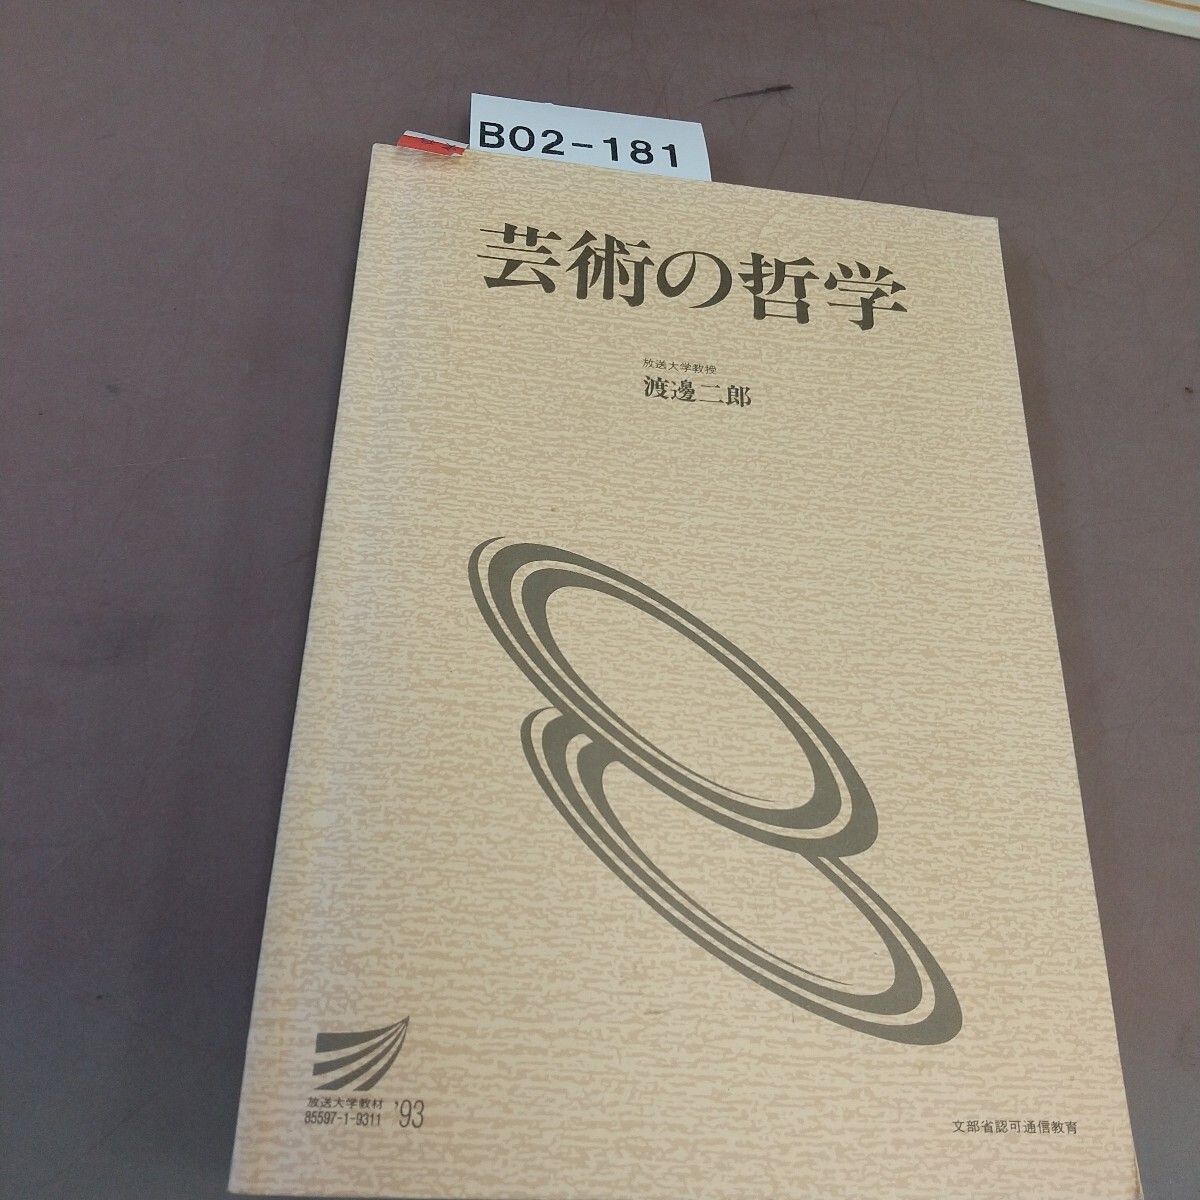 B02-181
芸術の哲学
放送大学教授
渡邊二郎
放送大学教材
85597-1-9311 '93
文部省認可通信教育